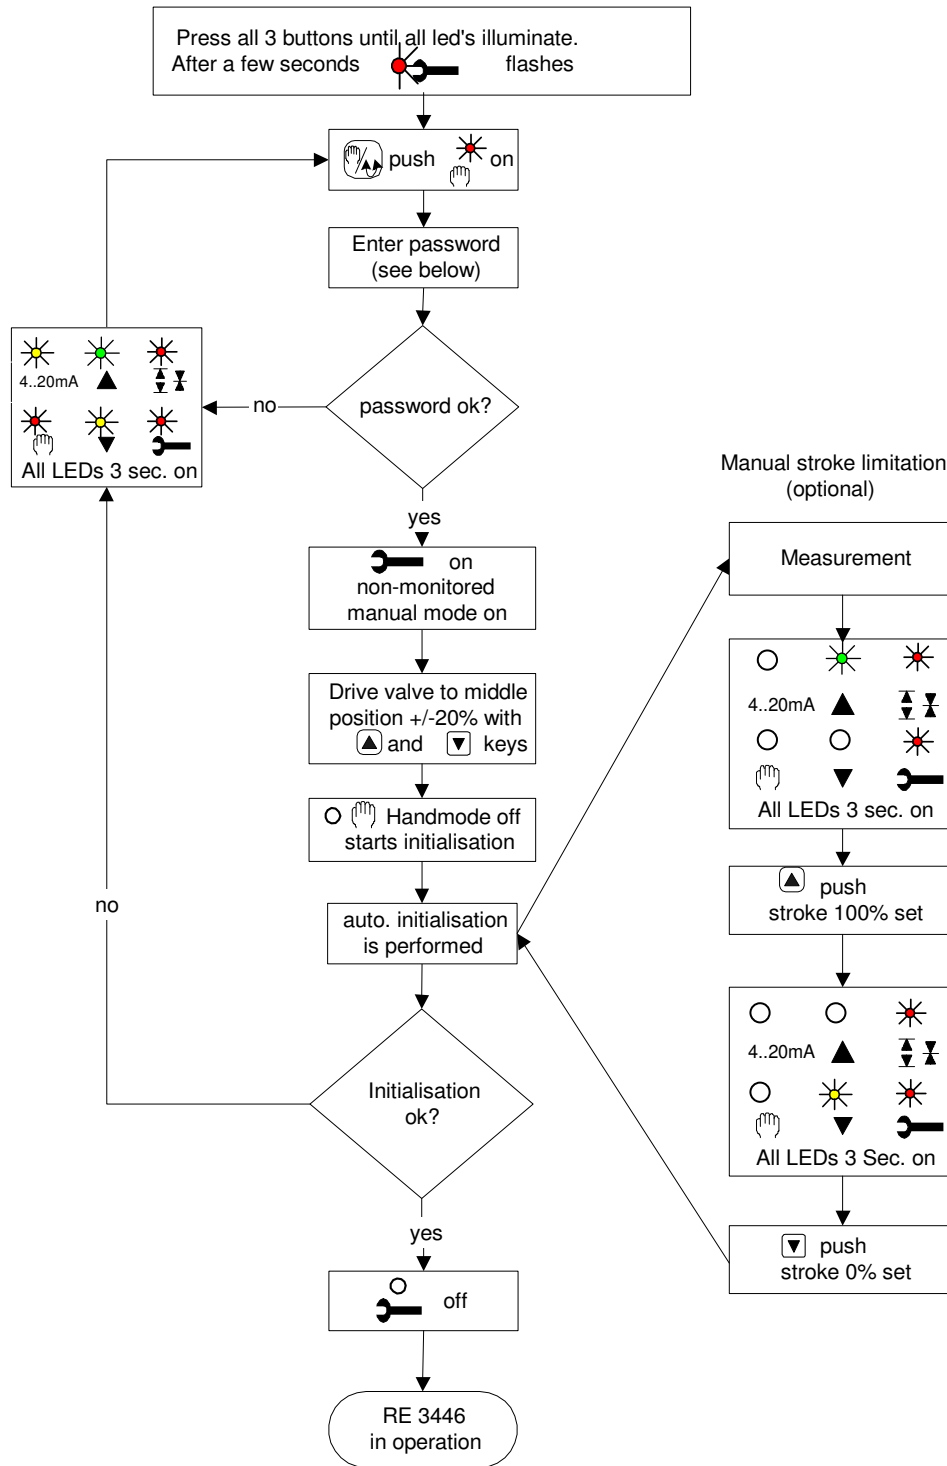 Press all 3 buttons until all led's illuminate.
After a few seconds flashes
push on
Enter password
(see below)
password ok?
no
4..20mA
All LEDs 3 sec. on
yes
on
non-monitored
manual mode on
Drive valve to middle
position +/-20% with
and keys
Handmode off
starts initialisation
auto. initialisation
is performed
no
Initialisation
ok?
yes
off
RE 3446
in operation
Manual stroke limitation
(optional)
Measurement
4..20mA
All LEDs 3 sec. on
push
stroke 100% set
4..20mA
All LEDs 3 Sec. on
push
stroke 0% set